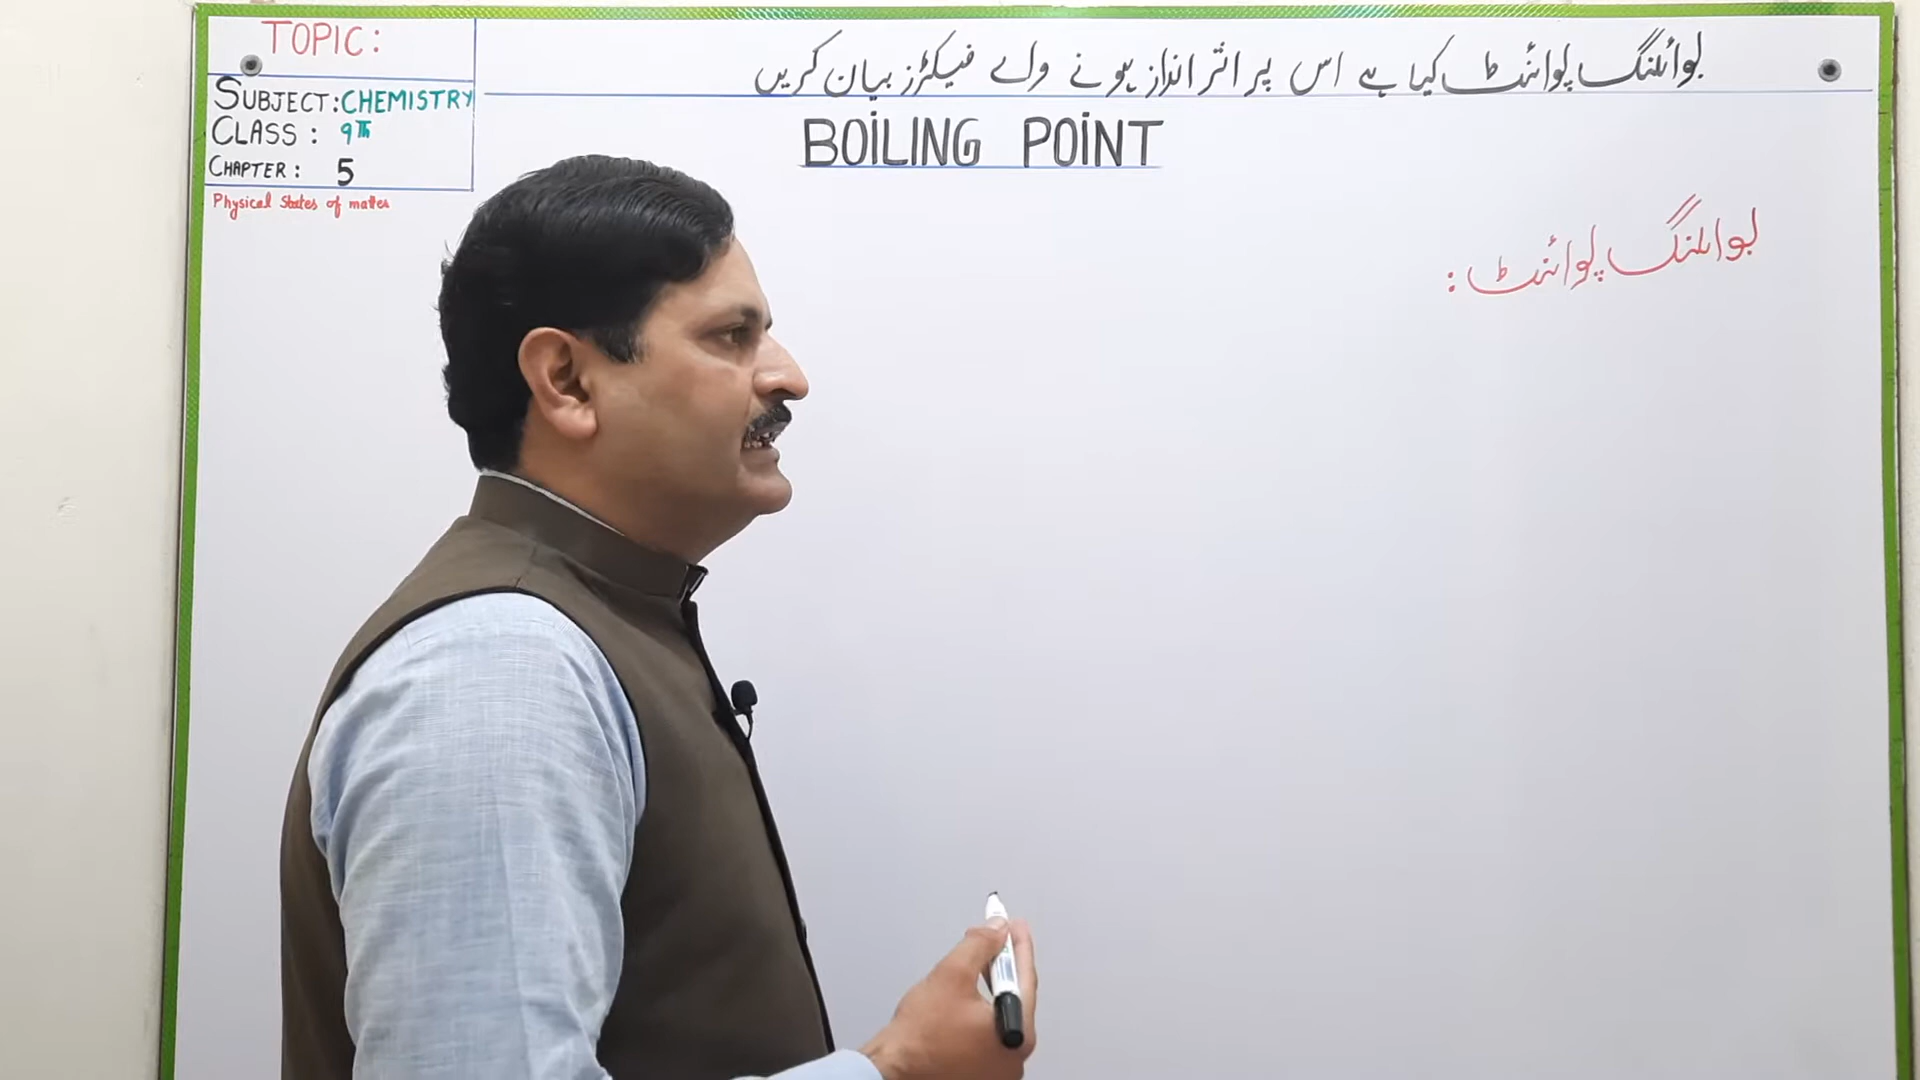 TOPIC:
بوائلنگ پوائنٹ کیا ہے اس پر اثر انداز ہونے والے فیکٹرز بیان کریں
SUBJECT: CHEMISTRY
CLASS: 9TH
CHAPTER: 5
Physical States of matter
BOILING POINT
بوائلنگ پوائنٹ :